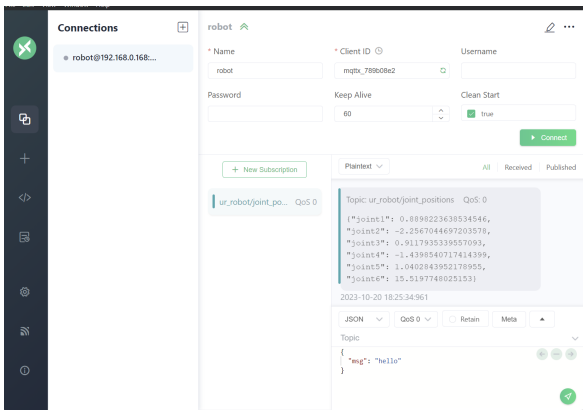 Connections
robot@192.168.0.168:...
robot
* Name
* Client ID
Username
robot
mqttx_789b08e2
Password
Keep Alive
Clean Start
60
true
Connect
+ New Subscription
Plaintext
All
Received
Published
ur_robot/joint_po... QoS 0
Topic: ur_robot/joint_positions QoS: 0
{"joint1": 0.8898223638534546,
"joint2": -2.2567044697203578,
"joint3": 0.9117935339557093,
"joint4": -1.4398540717414399,
"joint5": 1.0402843952178955,
"joint6": 15.5197748025153}
2023-10-20 18:25:34:961
JSON
QoS 0
Retain
Meta
Topic
{
"msg": "hello"
}